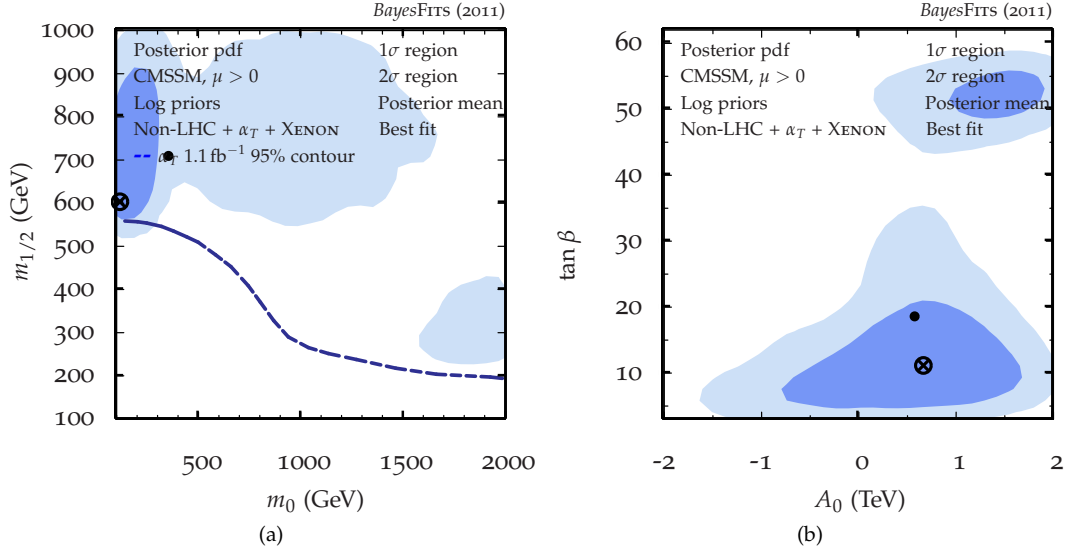 BayesFITS (2011)
Posterior pdf
CMSSM, μ > 0
Log priors
Non-LHC + α_T + XENON
α_T 1.1 fb⁻¹ 95% contour
1σ region
2σ region
Posterior mean
Best fit
1000
900
800
700
600
500
400
300
200
100
m₁/₂ (GeV)
500
1000
1500
2000
m₀ (GeV)
(a)
BayesFITS (2011)
Posterior pdf
CMSSM, μ > 0
Log priors
Non-LHC + α_T + XENON
1σ region
2σ region
Posterior mean
Best fit
60
50
40
30
20
10
tan β
-2
-1
0
1
2
A₀ (TeV)
(b)